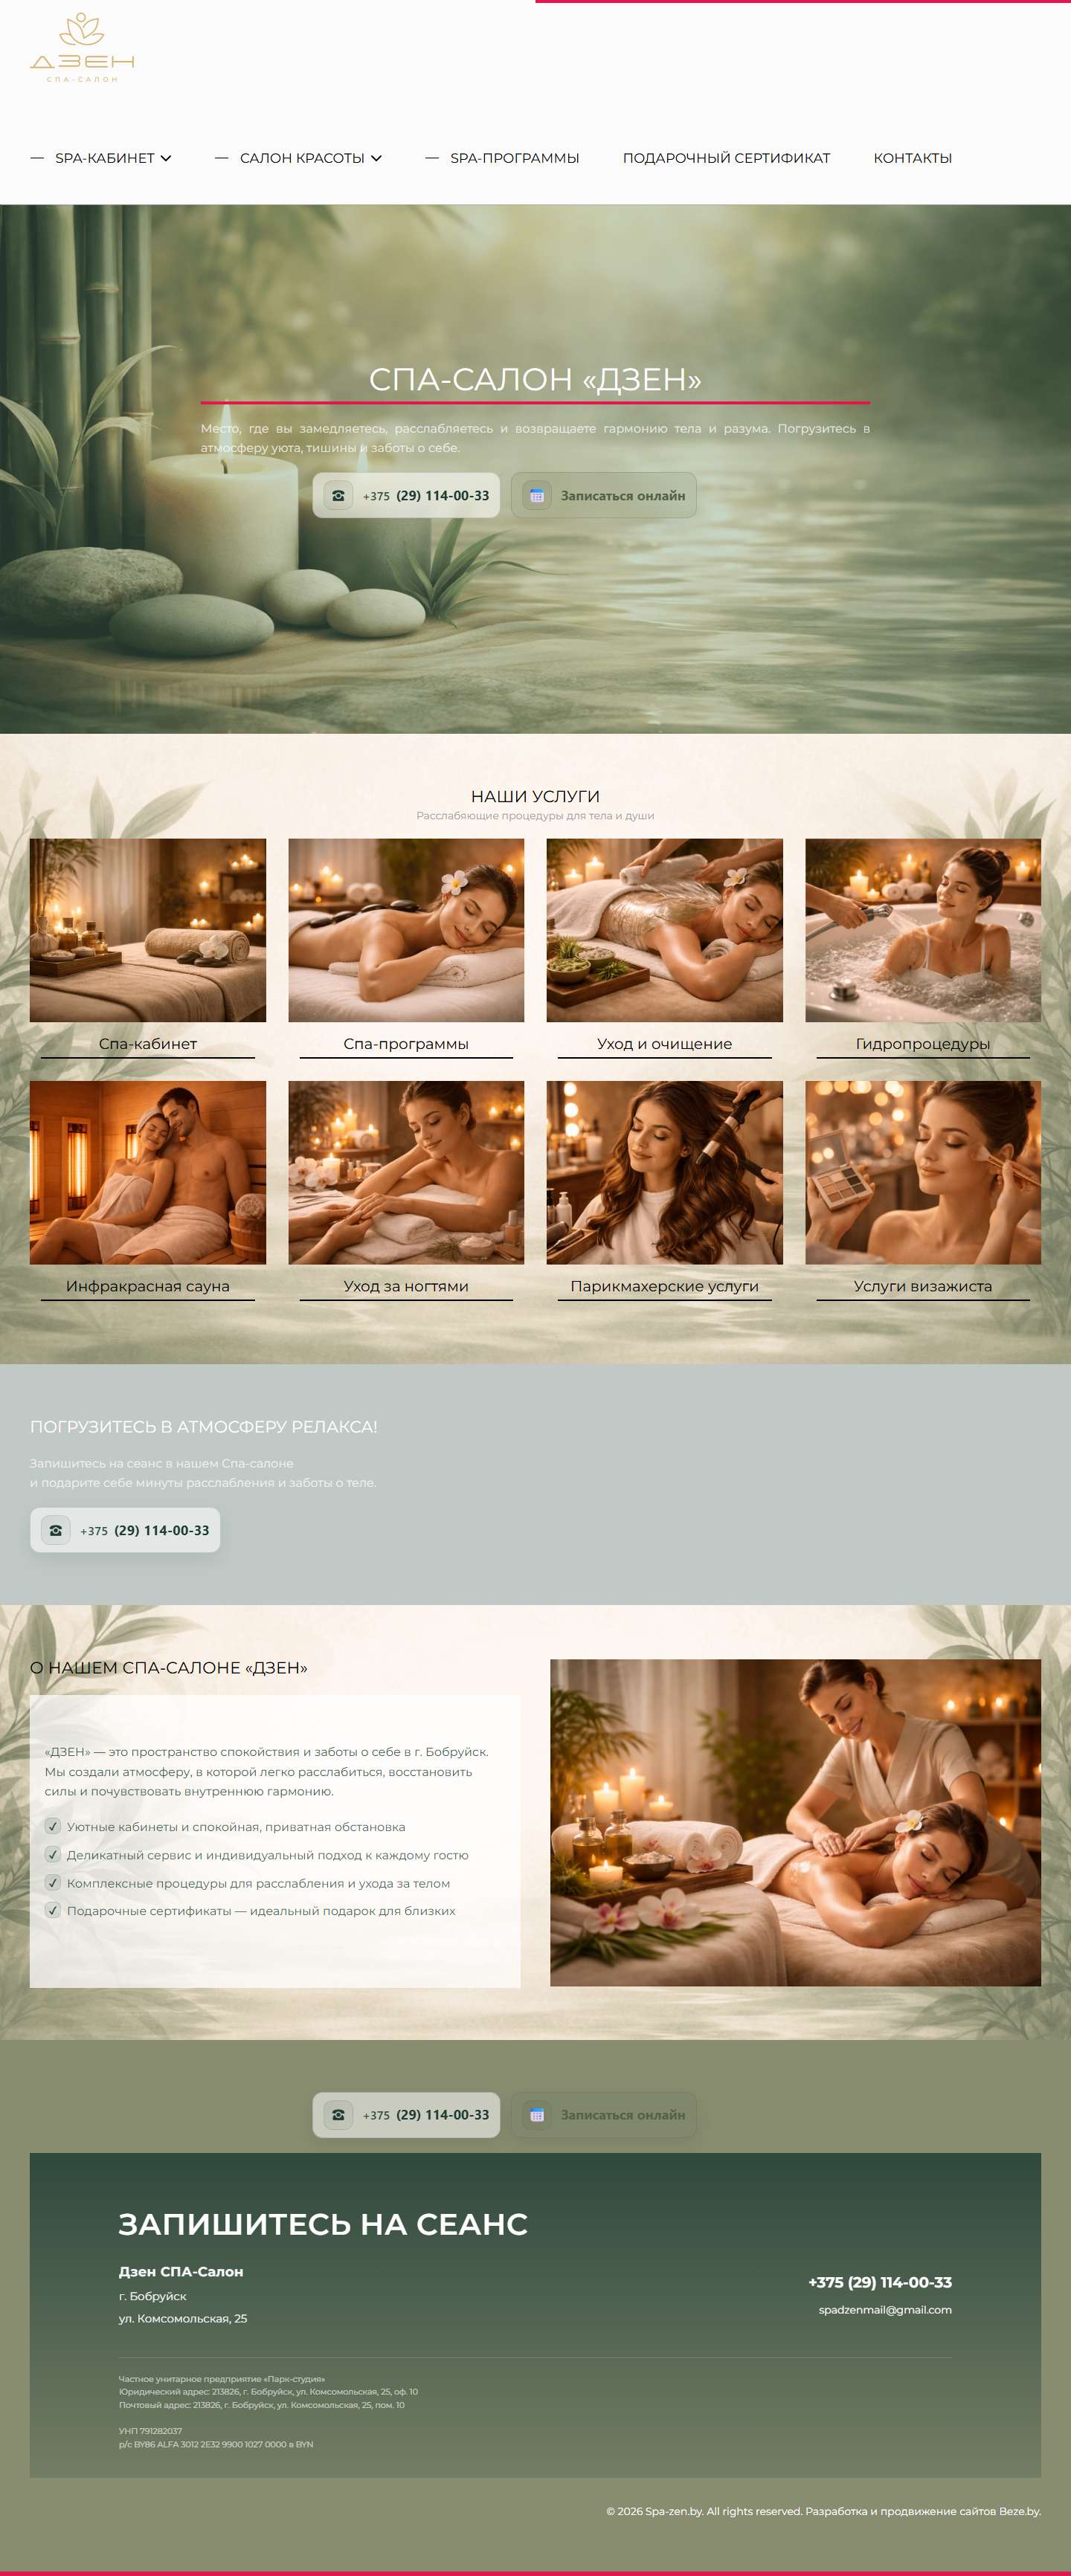 ДЗЕН
СПА-САЛОН
SPA-КАБИНЕТ
САЛОН КРАСОТЫ
SPA-ПРОГРАММЫ
ПОДАРОЧНЫЙ СЕРТИФИКАТ
КОНТАКТЫ
СПА-САЛОН «ДЗЕН»
Место, где вы замедляетесь, расслабляетесь и возвращаете гармонию тела и разума. Погрузитесь в
атмосферу уюта, тишины и заботы о себе.
+375 (29) 114-00-33
Записаться онлайн
НАШИ УСЛУГИ
Расслабяющие процедуры для тела и души
Спа-кабинет
Спа-программы
Уход и очищение
Гидропроцедуры
Инфракрасная сауна
Уход за ногтями
Парикмахерские услуги
Услуги визажиста
ПОГРУЗИТЕСЬ В АТМОСФЕРУ РЕЛАКСА!
Запишитесь на сеанс в нашем Спа-салоне
и подарите себе минуты расслабления и заботы о теле.
+375 (29) 114-00-33
О НАШЕМ СПА-САЛОНЕ «ДЗЕН»
«ДЗЕН» — это пространство спокойствия и заботы о себе в г. Бобруйск.
Мы создали атмосферу, в которой легко расслабиться, восстановить
силы и почувствовать внутреннюю гармонию.
Уютные кабинеты и спокойная, приватная обстановка
Деликатный сервис и индивидуальный подход к каждому гостю
Комплексные процедуры для расслабления и ухода за телом
Подарочные сертификаты — идеальный подарок для близких
+375 (29) 114-00-33
Записаться онлайн
ЗАПИШИТЕСЬ НА СЕАНС
Дзен СПА-Салон
г. Бобруйск
ул. Комсомольская, 25
+375 (29) 114-00-33
spadzenmail@gmail.com
Частное унитарное предприятие «Парк-студия»
Юридический адрес: 213826, г. Бобруйск, ул. Комсомольская, 25, оф. 10
Почтовый адрес: 213826, г. Бобруйск, ул. Комсомольская, 25, пом. 10
УНП 791282037
р/с BY86 ALFA 3012 2E32 9900 1027 0000 в BYN
© 2026 Spa-zen.by. All rights reserved. Разработка и продвижение сайтов Beze.by.